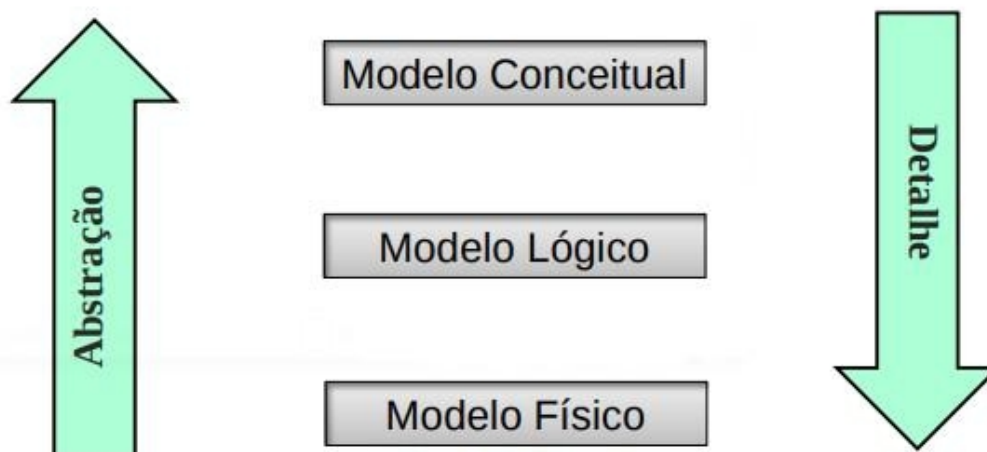 Modelo Conceitual
Abstração
Detalhe
Modelo Lógico
Modelo Físico